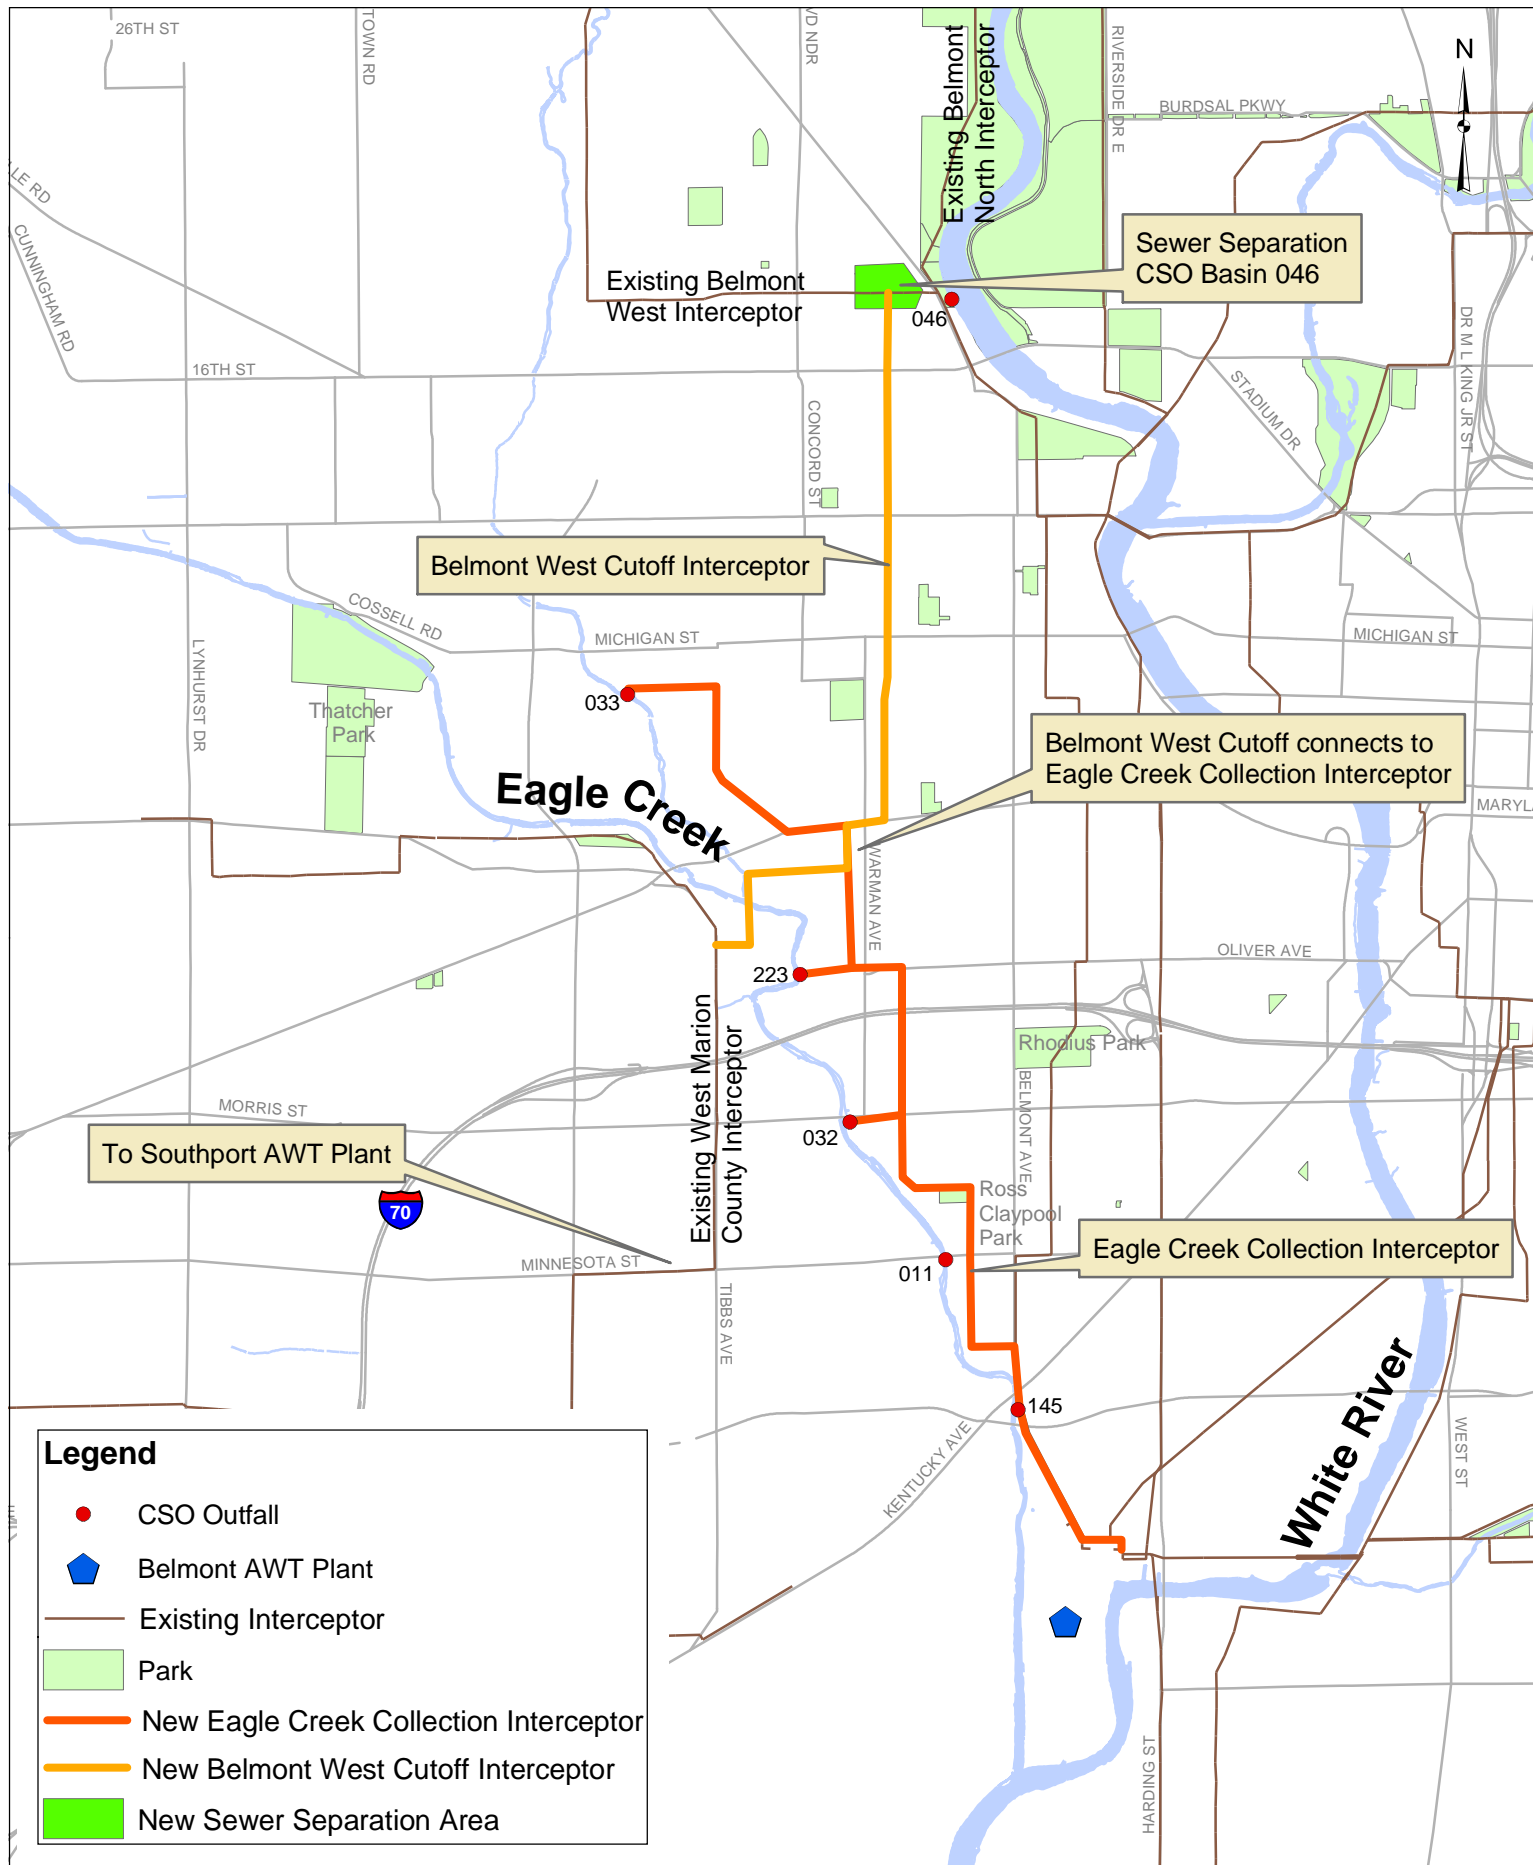 26TH ST
TOWN RD
VD NDR
Existing Belmont
North Interceptor
RIVERSIDE DR E
BURDSAL PKWY
N
LE RD
CUNNINGHAM RD
Sewer Separation
CSO Basin 046
Existing Belmont
West Interceptor
046
16TH ST
CONCORD ST
STADIUM DR
DR M L KING JR ST
Belmont West Cutoff Interceptor
COSSELL RD
MICHIGAN ST
MICHIGAN ST
LYNHURST DR
033
Thatcher
Park
Belmont West Cutoff connects to
Eagle Creek Collection Interceptor
Eagle Creek
MARYL
WARMAN AVE
OLIVER AVE
223
Existing West Marion
County Interceptor
Rhodius Park
BELMONT AVE
MORRIS ST
032
To Southport AWT Plant
70
Ross
Claypool
Park
Eagle Creek Collection Interceptor
MINNESOTA ST
011
TIBBS AVE
145
KENTUCKY AVE
White River
WEST ST
HARDING ST
Legend
CSO Outfall
Belmont AWT Plant
Existing Interceptor
Park
New Eagle Creek Collection Interceptor
New Belmont West Cutoff Interceptor
New Sewer Separation Area